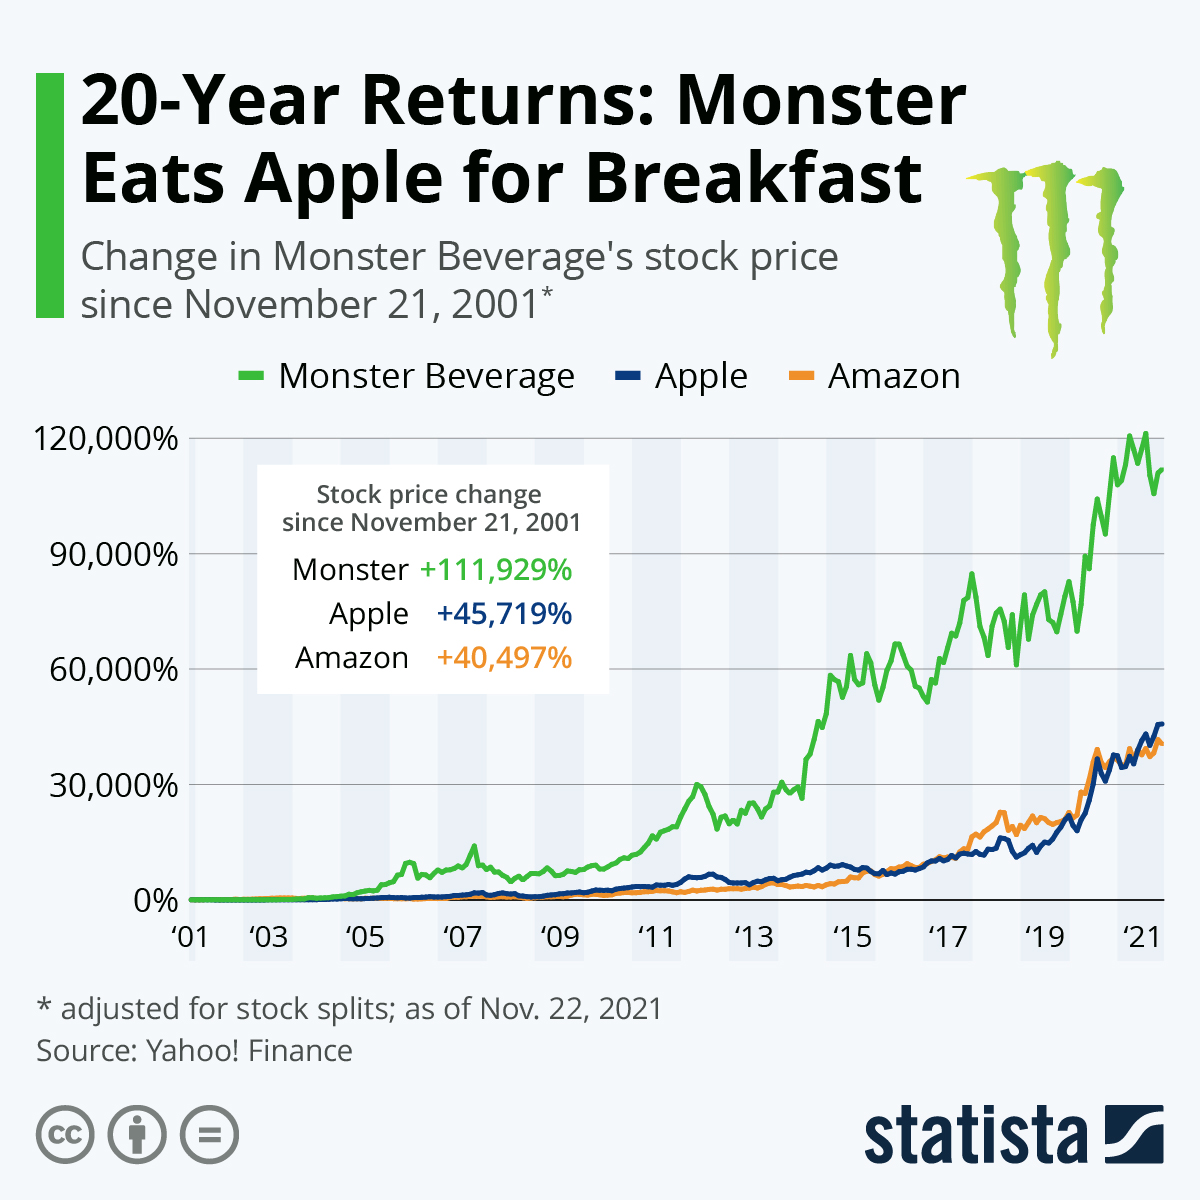 20-Year Returns: Monster
Eats Apple for Breakfast
Change in Monster Beverage's stock price
since November 21, 2001*
Monster Beverage Apple Amazon
120,000%
90,000%
60,000%
30,000%
0%
Stock price change
since November 21, 2001
Monster +111,929%
Apple +45,719%
Amazon +40,497%
‘01 ‘03 ‘05 ‘07 ‘09 ‘11 ‘13 ‘15 ‘17 ‘19 ‘21
* adjusted for stock splits; as of Nov. 22, 2021
Source: Yahoo! Finance
cc
statista